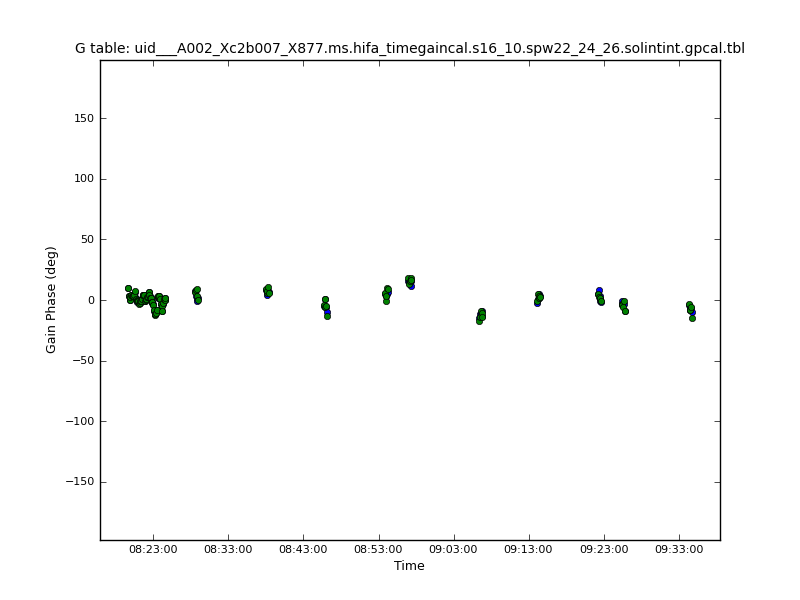 G table: uid___A002_Xc2b007_X877.ms.hifa_timegaincal.s16_10.spw22_24_26.solintint.gpcal.tbl
150
100
50
0
−50
−100
−150
Gain Phase (deg)
08:23:00 08:33:00 08:43:00 08:53:00 09:03:00 09:13:00 09:23:00 09:33:00
Time